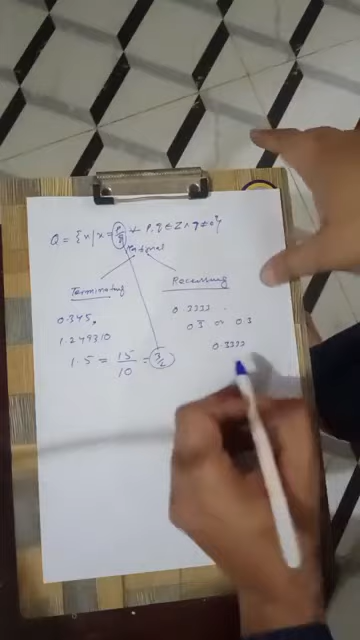 Q = {x | x = p/q ∧ p, q ∈ Z ∧ q ≠ 0}
Rational
Terminating
Recurring
0.345,
0.3333 .
1.249310
0.3̅ or 0.3
1.5 = 15/10 = 3/2
0.3333